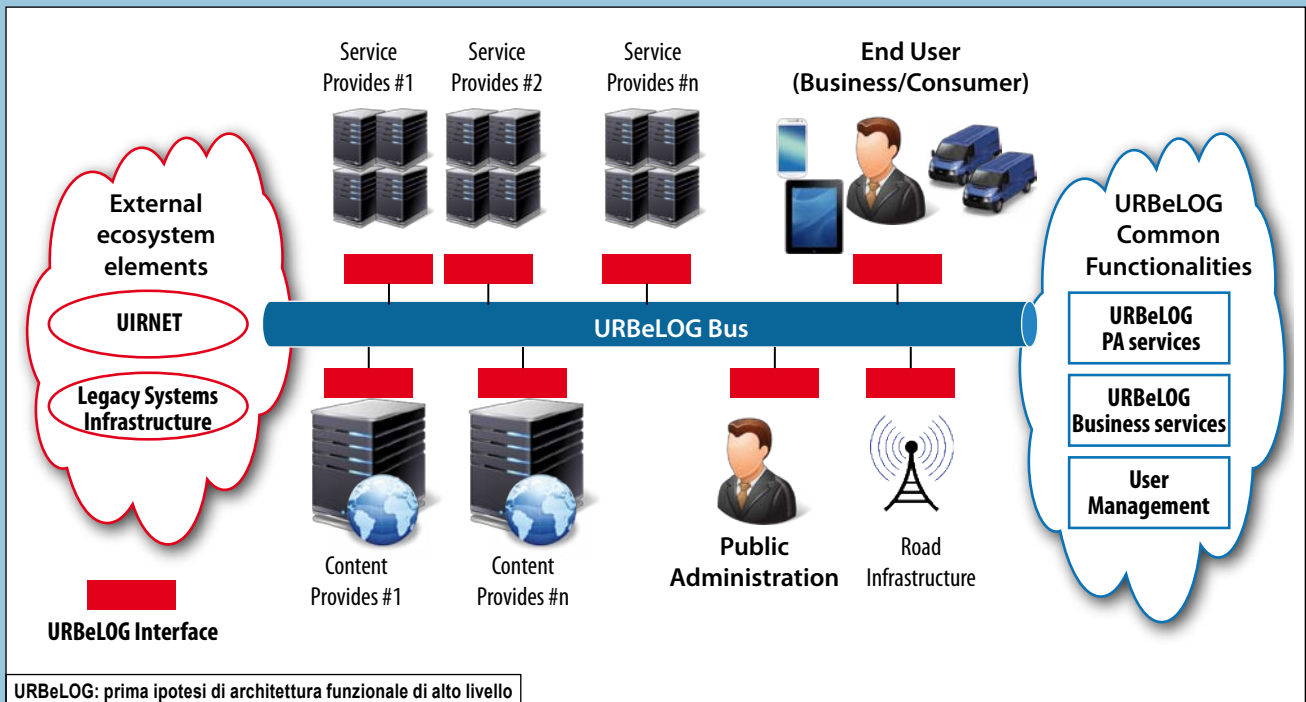 Service
Provides #1
Service
Provides #2
Service
Provides #n
End User
(Business/Consumer)
External
ecosystem
elements
UIRNET
Legacy Systems
Infrastructure
URBeLOG Bus
URBeLOG
Common
Functionalities
URBeLOG
PA services
URBeLOG
Business services
User
Management
Content
Provides #1
Content
Provides #n
Public
Administration
Road
Infrastructure
URBeLOG Interface
URBeLOG: prima ipotesi di architettura funzionale di alto livello